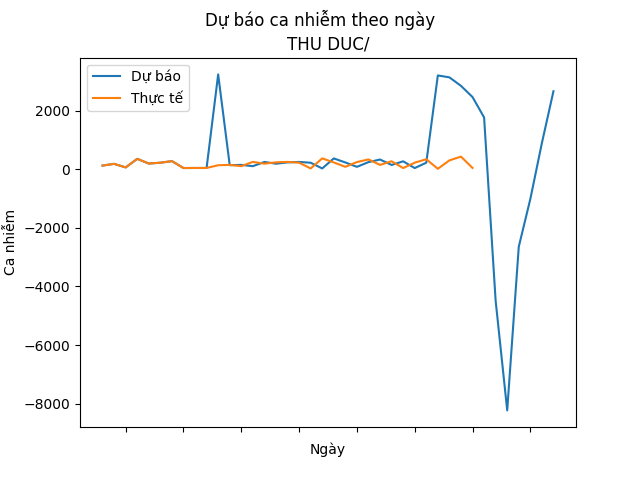 Dự báo ca nhiễm theo ngày
THU DUC/
Dự báo
Thực tế
2000
0
−2000
−4000
−6000
−8000
Ca nhiễm
Ngày